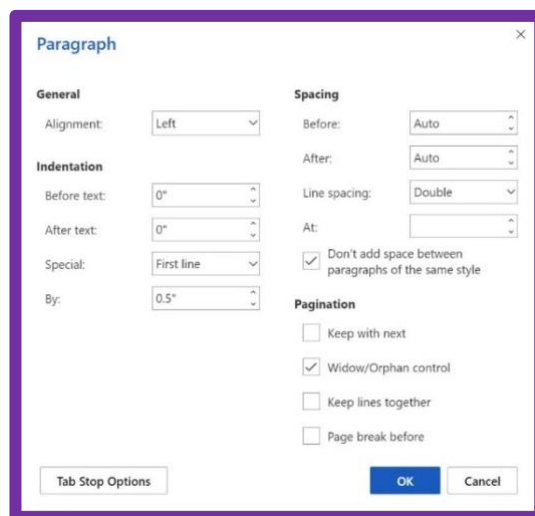 Paragraph
General
Alignment: Left
Indentation
Before text: 0"
After text: 0"
Special: First line
By: 0.5"
Spacing
Before: Auto
After: Auto
Line spacing: Double
At:
Don't add space between
paragraphs of the same style
Pagination
Keep with next
Widow/Orphan control
Keep lines together
Page break before
Tab Stop Options
OK
Cancel